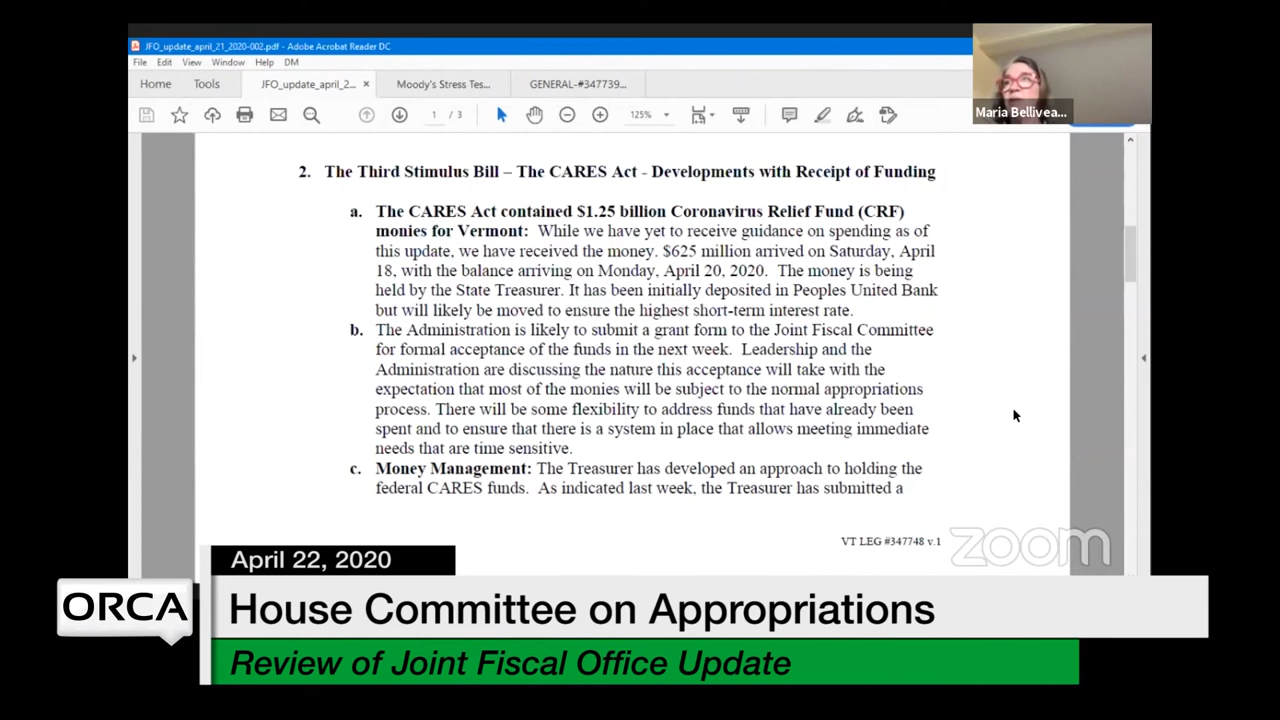 JFO_update_april_21_2020-002.pdf - Adobe Acrobat Reader DC
File Edit View Window Help DM
Home Tools JFO_update_april_2... × Moody's Stress Tes... GENERAL-#347739...
1 / 3 125%
Maria Bellivea...
2. The Third Stimulus Bill – The CARES Act - Developments with Receipt of Funding
a. The CARES Act contained $1.25 billion Coronavirus Relief Fund (CRF)
monies for Vermont: While we have yet to receive guidance on spending as of
this update, we have received the money. $625 million arrived on Saturday, April
18, with the balance arriving on Monday, April 20, 2020. The money is being
held by the State Treasurer. It has been initially deposited in Peoples United Bank
but will likely be moved to ensure the highest short-term interest rate.
b. The Administration is likely to submit a grant form to the Joint Fiscal Committee
for formal acceptance of the funds in the next week. Leadership and the
Administration are discussing the nature this acceptance will take with the
expectation that most of the monies will be subject to the normal appropriations
process. There will be some flexibility to address funds that have already been
spent and to ensure that there is a system in place that allows meeting immediate
needs that are time sensitive.
c. Money Management: The Treasurer has developed an approach to holding the
federal CARES funds. As indicated last week, the Treasurer has submitted a
VT LEG #347748 v.1
zoom
April 22, 2020
ORCA
House Committee on Appropriations
Review of Joint Fiscal Office Update